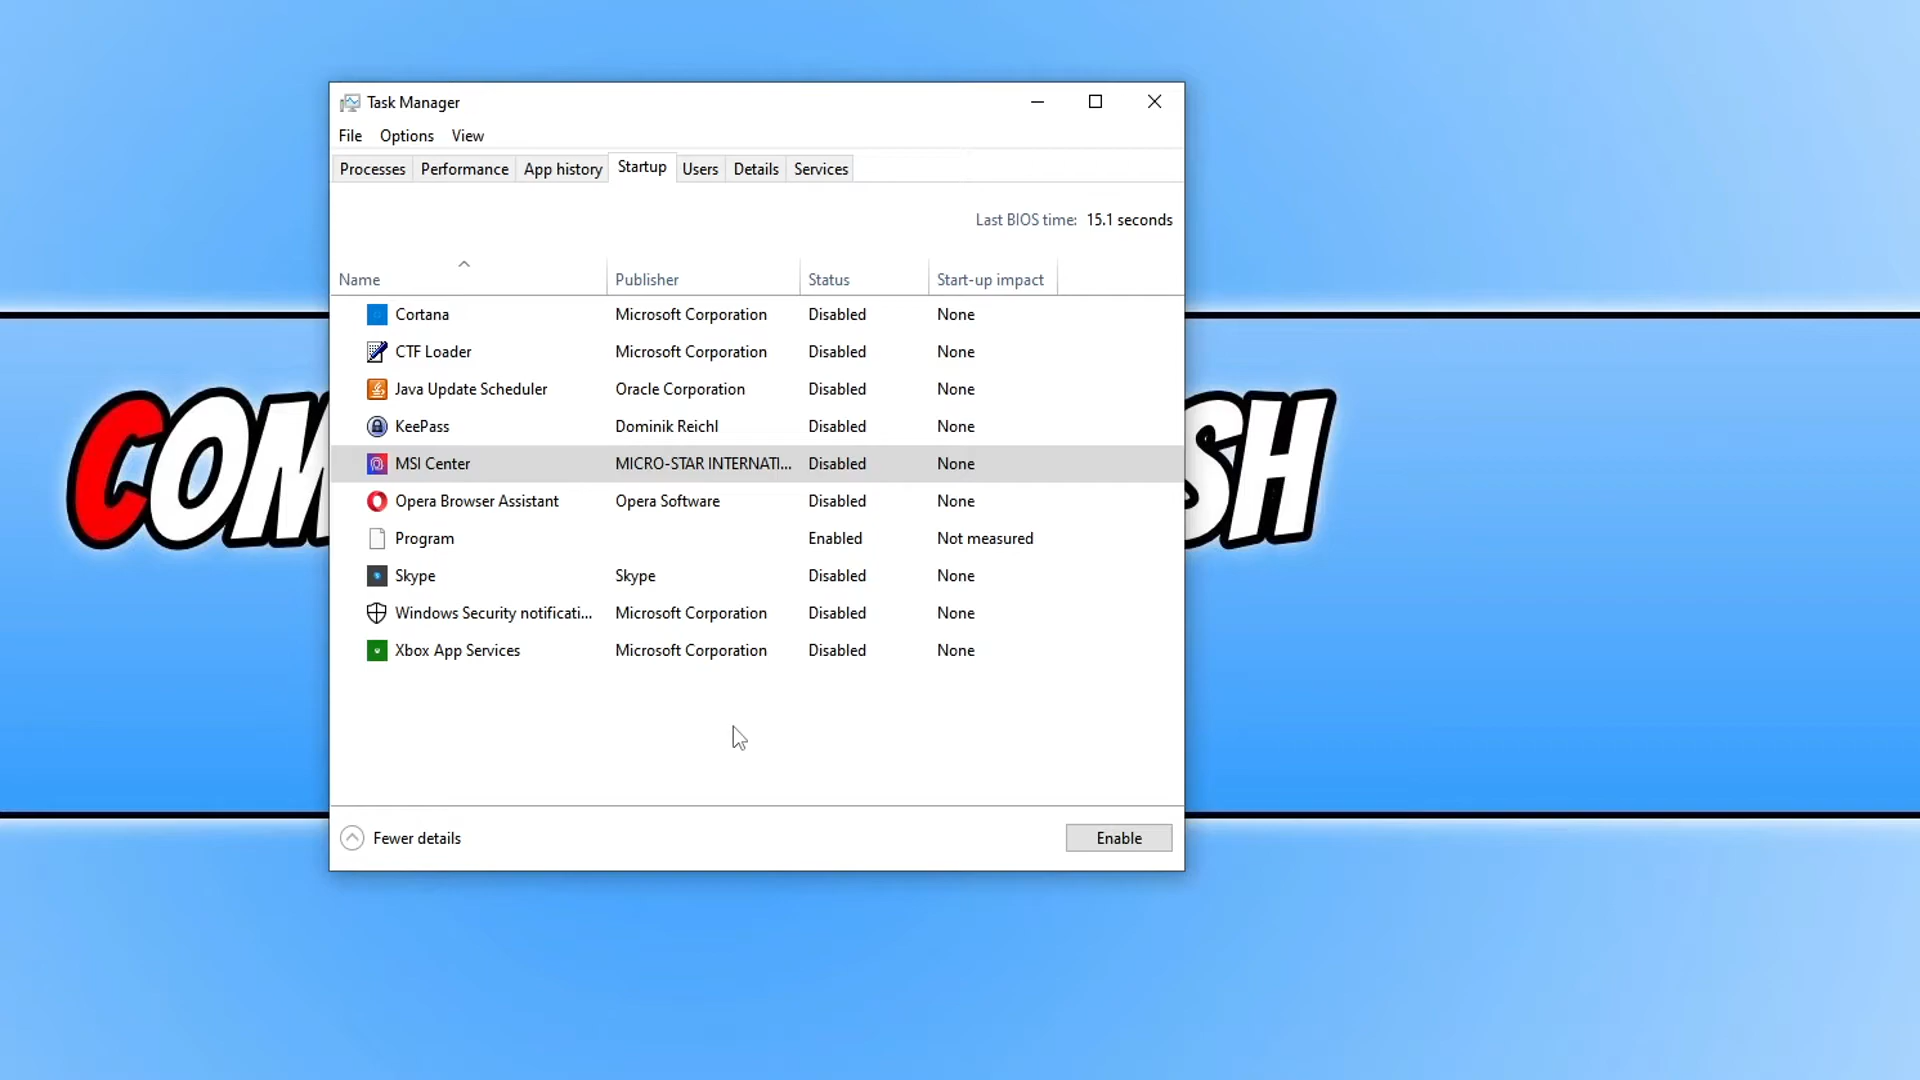 Task Manager
File Options View
Processes Performance App history Startup Users Details Services
Last BIOS time: 15.1 seconds
Name Publisher Status Start-up impact
Cortana Microsoft Corporation Disabled None
CTF Loader Microsoft Corporation Disabled None
Java Update Scheduler Oracle Corporation Disabled None
KeePass Dominik Reichl Disabled None
MSI Center MICRO-STAR INTERNATI... Disabled None
Opera Browser Assistant Opera Software Disabled None
Program Enabled Not measured
Skype Skype Disabled None
Windows Security notificati... Microsoft Corporation Disabled None
Xbox App Services Microsoft Corporation Disabled None
COM SH
Fewer details Enable